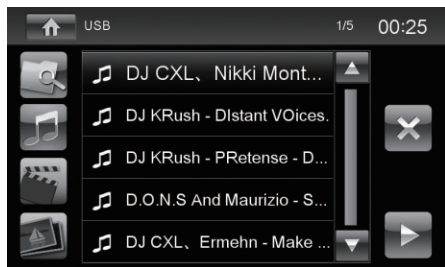 USB 1/5 00:25
DJ CXL、Nikki Mont...
DJ KRush - DIstant VOices.
DJ KRush - PRetense - D...
D.O.N.S And Maurizio - S...
DJ CXL、Ermehn - Make ...